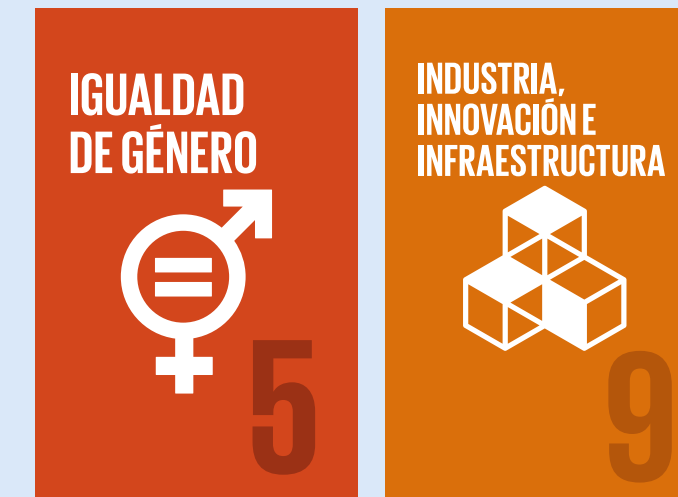 IGUALDAD
DE GÉNERO
5
INDUSTRIA,
INNOVACIÓN E
INFRAESTRUCTURA
9